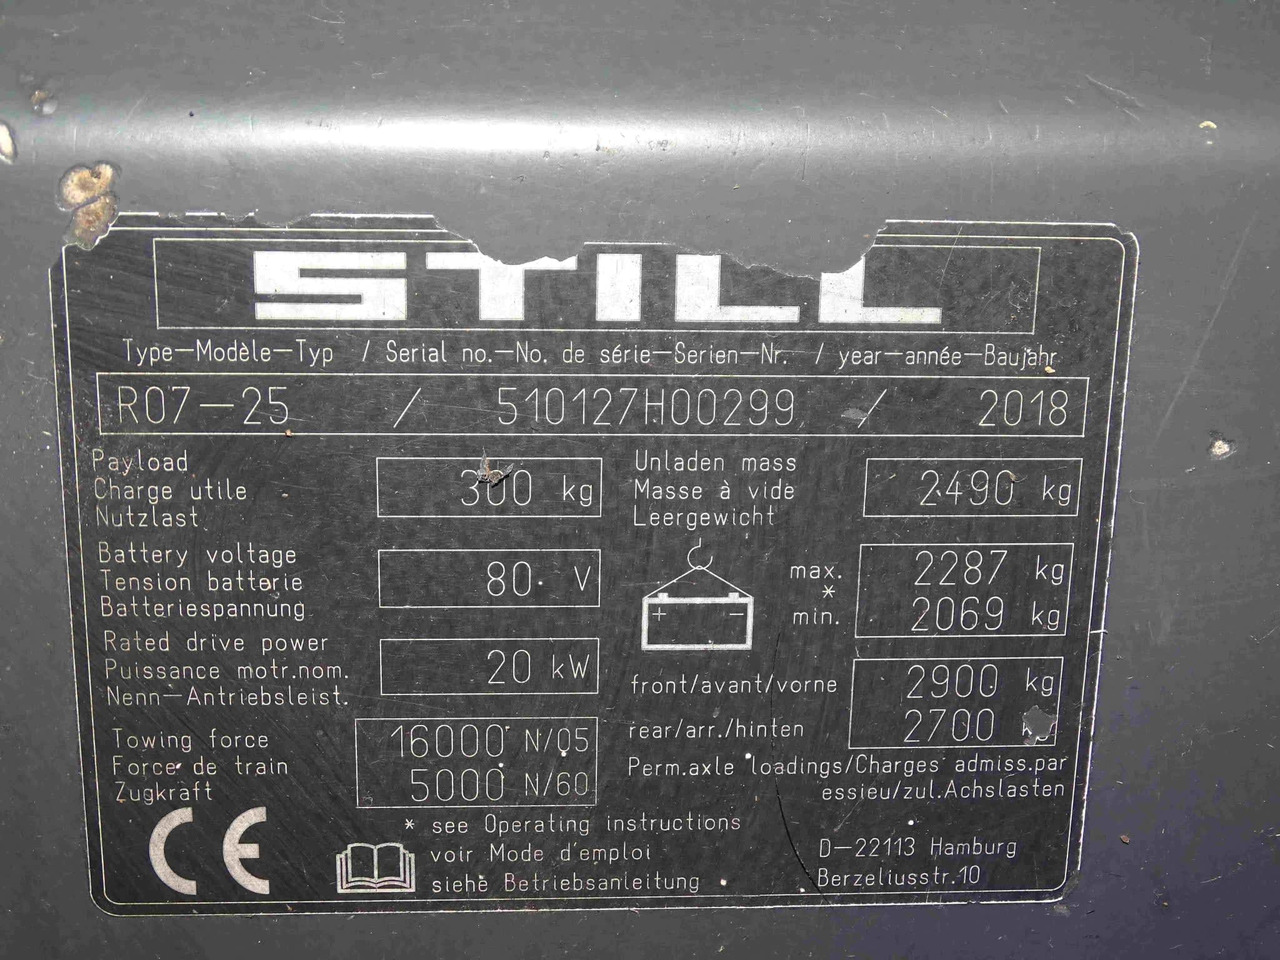 STILL
Type–Modèle–Typ / Serial no.–No. de série–Serien–Nr. / year–année–Baujahr
R07–25 / 510127H00299 / 2018
Payload
Charge utile
Nutzlast
300 kg
Unladen mass
Masse à vide
Leergewicht
2490 kg
Battery voltage
Tension batterie
Batteriespannung
80 V
+ –
max. 2287 kg
*
min. 2069 kg
Rated drive power
Puissance motr.nom.
Nenn–Antriebsleist.
20 kW
front/avant/vorne 2900 kg
rear/arr./hinten 2700 kg
Perm.axle loadings/Charges admiss.par
essieu/zul.Achslasten
Towing force
Force de train
Zugkraft
16000 N/05
5000 N/60
CE
* see Operating instructions
voir Mode d'emploi
siehe Betriebsanleitung
D–22113 Hamburg
Berzeliusstr.10